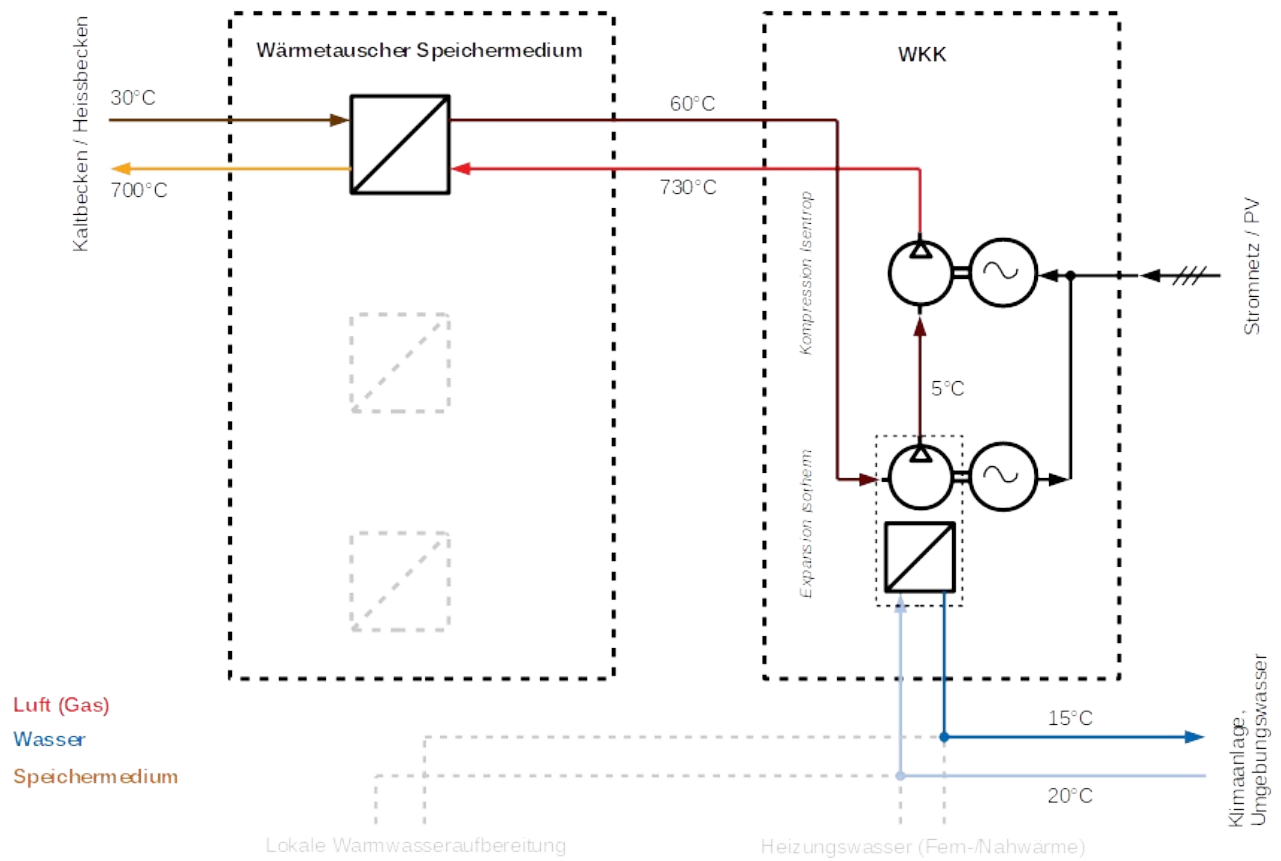 Wärmetauscher Speichermedium
WKK
Kaltbecken / Heissbecken
30°C
700°C
60°C
730°C
Kompression Isentrop
Stromnetz / PV
5°C
Expansion Isotherm
Luft (Gas)
Wasser
Speichermedium
15°C
20°C
Klimaanlage,
Umgebungswasser
Lokale Warmwasseraufbereitung
Heizungswasser (Fern-/Nahwärme)